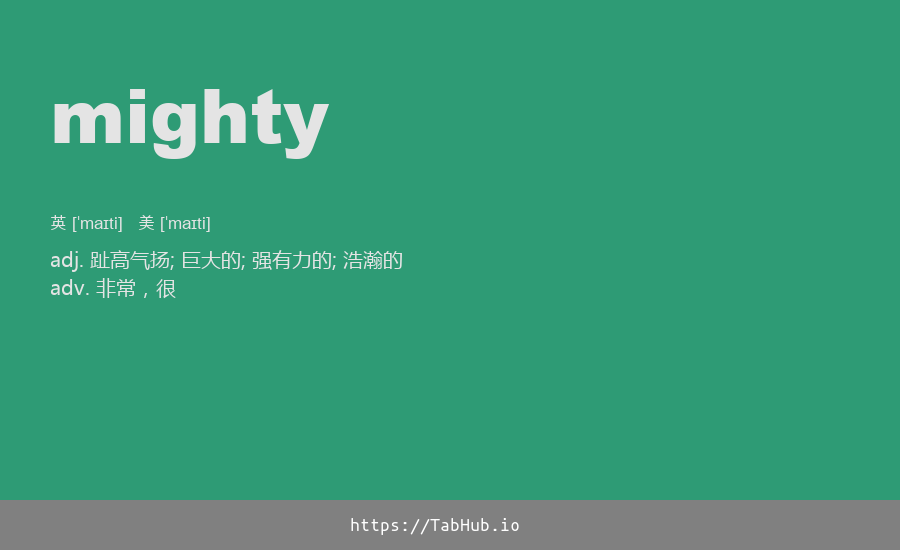 mighty
英 [ˈmaɪti] 美 [ˈmaɪti]
adj. 趾高气扬; 巨大的; 强有力的; 浩瀚的
adv. 非常，很
https://TabHub.io